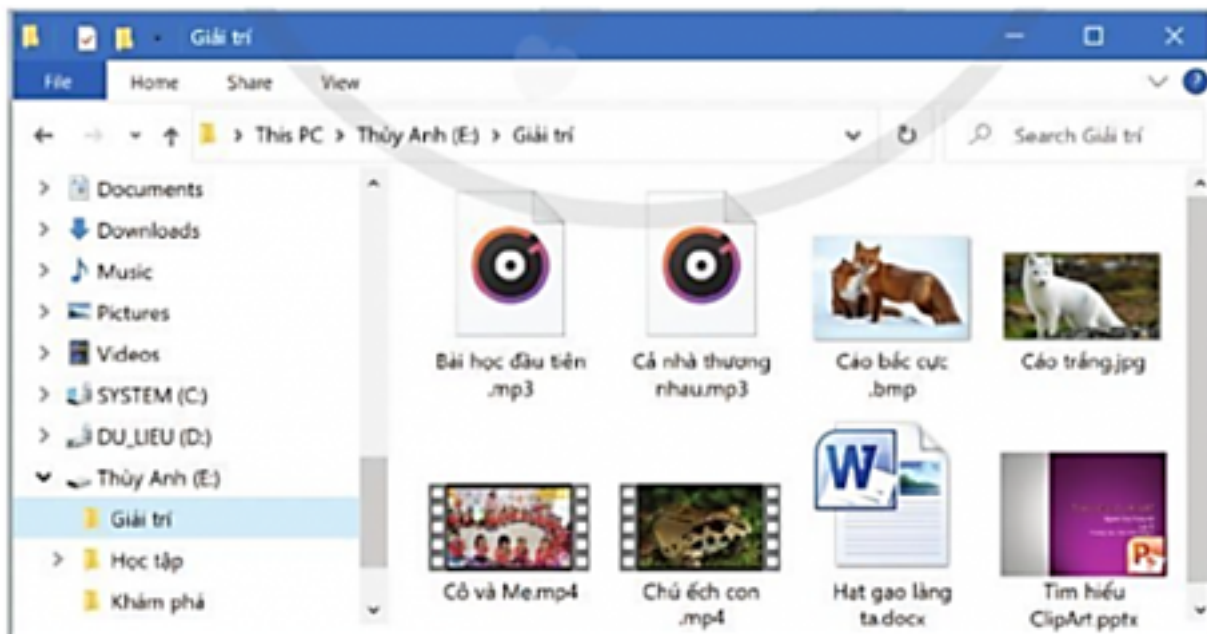 Giải trí
File Home Share View
This PC > Thủy Anh (E:) > Giải trí
Search Giải trí
Documents
Downloads
Music
Pictures
Videos
SYSTEM (C:)
DU_LIEU (D:)
Thủy Anh (E:)
Giải trí
Học tập
Khám phá
Bài học đầu tiên
.mp3
Cả nhà thương
nhau.mp3
Cáo bắc cực
.bmp
Cáo trắng.jpg
Cô và Me.mp4
Chú ếch con
.mp4
W
Hạt gạo làng
ta.docx
Tìm hiểu
ClipArt.pptx